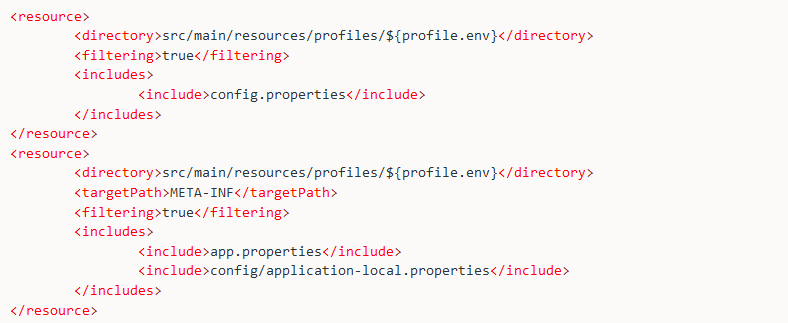 <resource>
        <directory>src/main/resources/profiles/${profile.env}</directory>
        <filtering>true</filtering>
        <includes>
                <include>config.properties</include>
        </includes>
</resource>
<resource>
        <directory>src/main/resources/profiles/${profile.env}</directory>
        <targetPath>META-INF</targetPath>
        <filtering>true</filtering>
        <includes>
                <include>app.properties</include>
                <include>config/application-local.properties</include>
        </includes>
</resource>